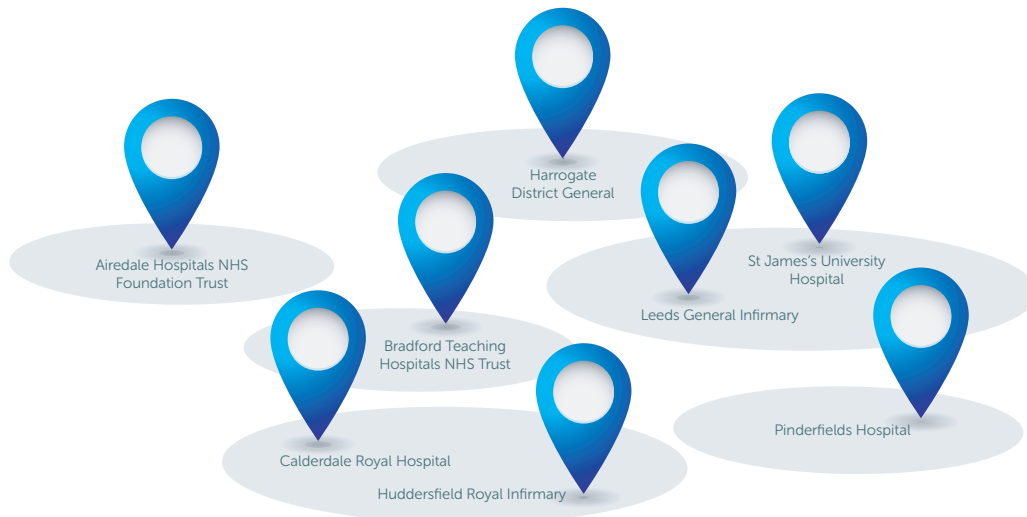 Harrogate
District General
Airedale Hospitals NHS
Foundation Trust
St James's University
Hospital
Leeds General Infirmary
Bradford Teaching
Hospitals NHS Trust
Pinderfields Hospital
Calderdale Royal Hospital
Huddersfield Royal Infirmary